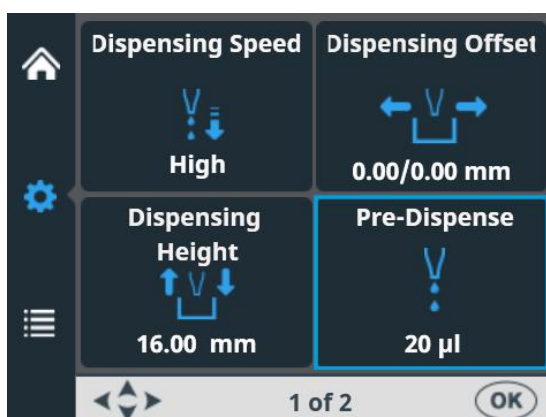 Dispensing Speed
High
Dispensing Offset
0.00/0.00 mm
Dispensing
Height
16.00 mm
Pre-Dispense
20 µl
1 of 2
OK